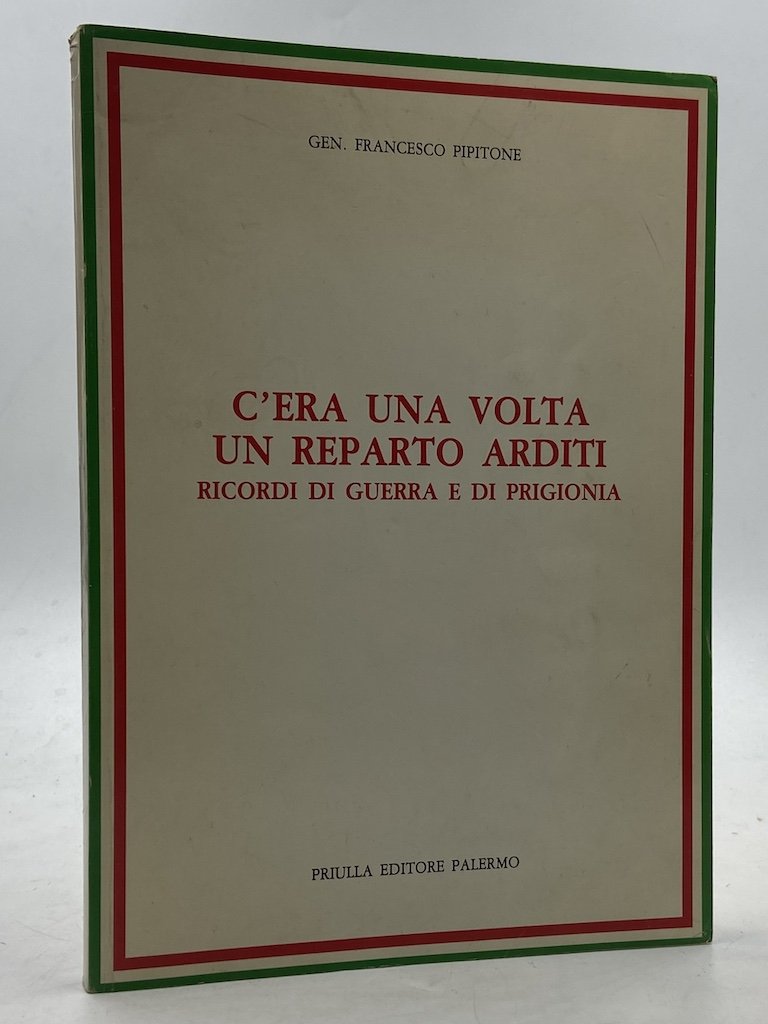 GEN. FRANCESCO PIPITONE
C'ERA UNA VOLTA
UN REPARTO ARDITI
RICORDI DI GUERRA E DI PRIGIONIA
PRIULLA EDITORE PALERMO